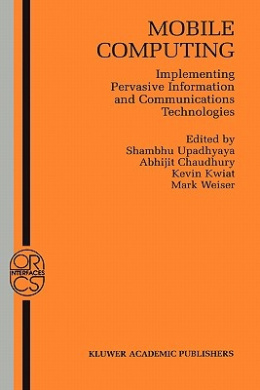 MOBILE
COMPUTING
Implementing
Pervasive Information
and Communications
Technologies
Edited by
Shambhu Upadhyaya
Abhijit Chaudhury
Kevin Kwiat
Mark Weiser
OR
INTERFACES
CS
KLUWER ACADEMIC PUBLISHERS